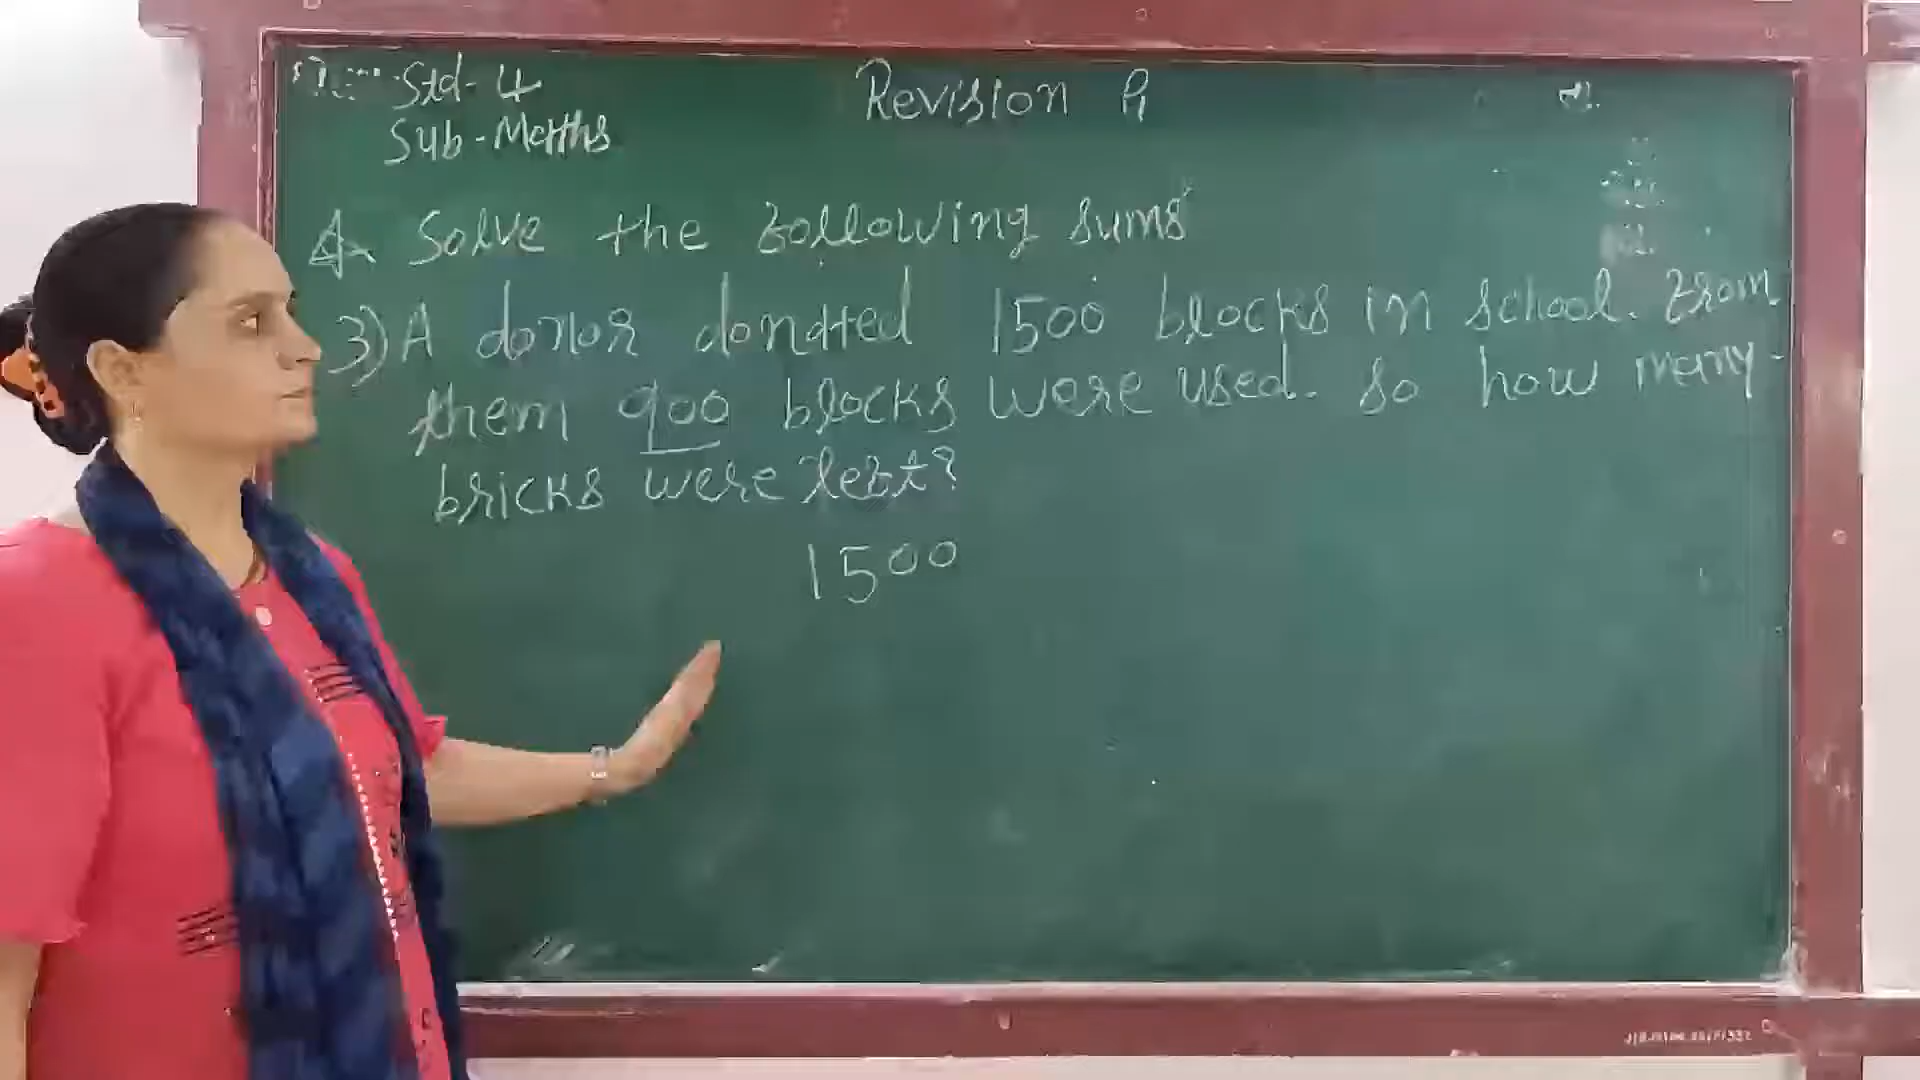 Std-4
Sub-Maths
Revision
Solve the following sums
3) A donor donated 1500 blocks in school. From
them 900 blocks were used. so how many
bricks were left?
1500